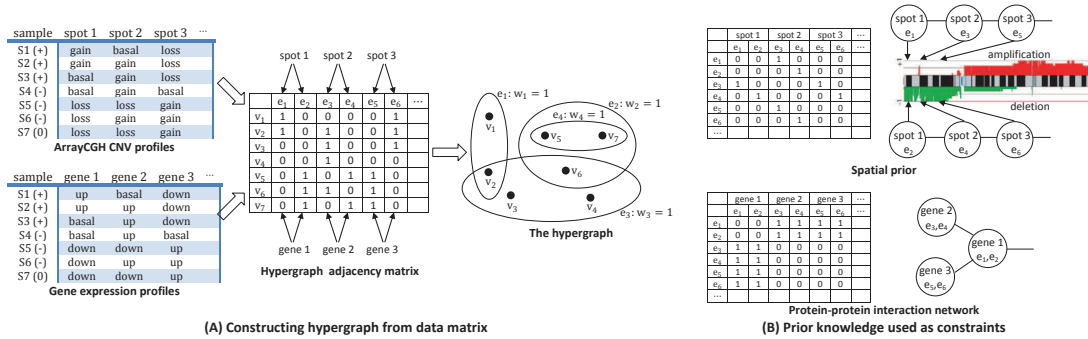 sample spot 1 spot 2 spot 3 ...
S1 (+) gain basal loss
S2 (+) gain gain loss
S3 (+) basal gain loss
S4 (-) basal gain basal
S5 (-) loss loss gain
S6 (-) loss gain gain
S7 (0) loss loss gain
ArrayCGH CNV profiles
sample gene 1 gene 2 gene 3 ...
S1 (+) up basal down
S2 (+) up up down
S3 (+) basal up down
S4 (-) basal up basal
S5 (-) down down up
S6 (-) down up up
S7 (0) down down up
Gene expression profiles
spot 1 spot 2 spot 3
e1 e2 e3 e4 e5 e6 ...
v1 1 0 0 0 0 1
v2 1 0 1 0 0 1
v3 0 0 1 0 0 1
v4 0 0 1 0 0 0
v5 0 1 0 1 1 0
v6 0 1 1 0 1 0
v7 0 1 0 1 1 0
gene 1 gene 2 gene 3
Hypergraph adjacency matrix
e1: w1 = 1
e2: w2 = 1
e4: w4 = 1
v1
v5 v7
v2
v6
v3
v4
e3: w3 = 1
The hypergraph
(A) Constructing hypergraph from data matrix
spot 1 spot 2 spot 3 ...
e1 e2 e3 e4 e5 e6 ...
e1 0 0 1 0 0 0
e2 0 0 0 1 0 0
e3 1 0 0 0 1 0
e4 0 1 0 0 0 1
e5 0 0 1 0 0 0
e6 0 0 0 1 0 0
...
spot 1 e1
spot 2 e3
spot 3 e5
amplification
deletion
spot 1 e2
spot 2 e4
spot 3 e6
Spatial prior
gene 1 gene 2 gene 3 ...
e1 e2 e3 e4 e5 e6 ...
e1 0 0 1 1 1 1
e2 0 0 1 1 1 1
e3 1 1 0 0 0 0
e4 1 1 0 0 0 0
e5 1 1 0 0 0 0
e6 1 1 0 0 0 0
...
gene 2
e3,e4
gene 1
e1,e2
gene 3
e5,e6
Protein-protein interaction network
(B) Prior knowledge used as constraints